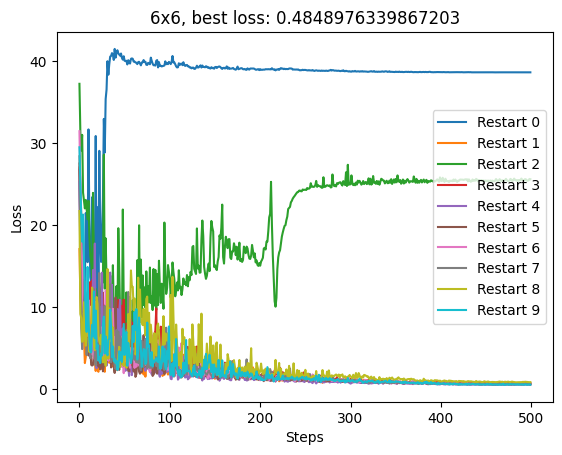 6x6, best loss: 0.4848976339867203
40
30
20
10
0
Loss
Restart 0
Restart 1
Restart 2
Restart 3
Restart 4
Restart 5
Restart 6
Restart 7
Restart 8
Restart 9
0 100 200 300 400 500
Steps